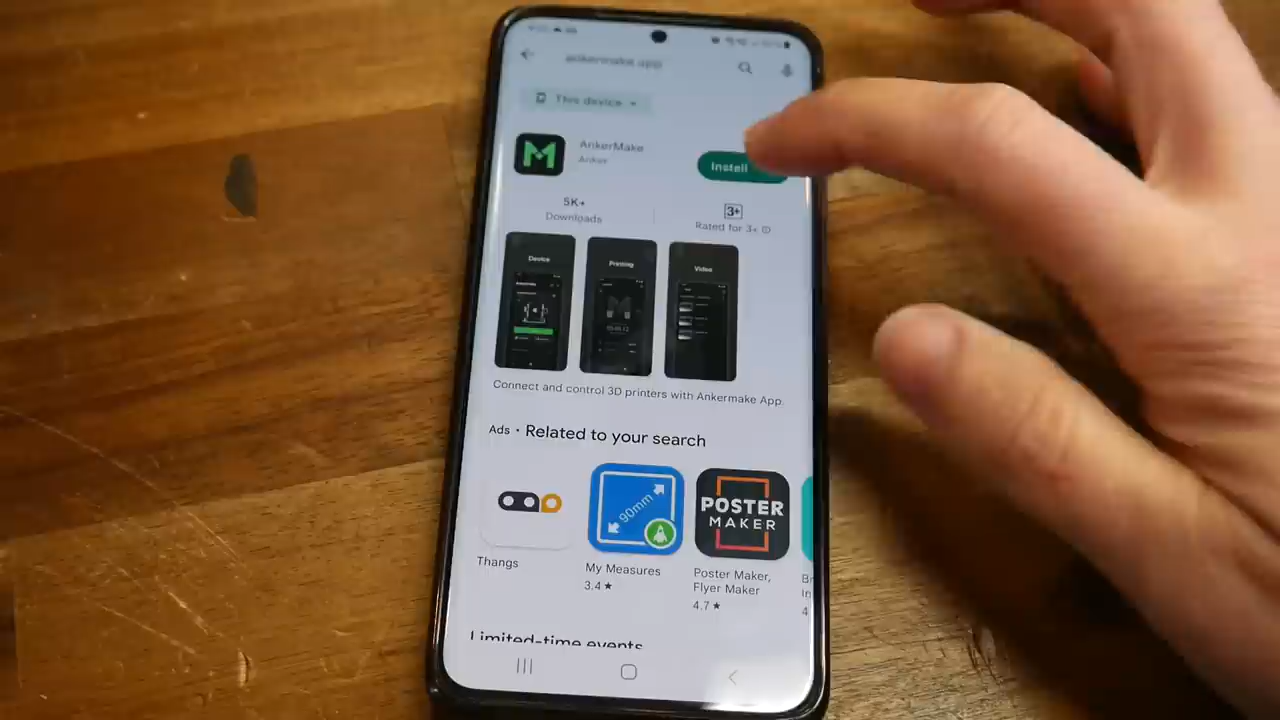 ankermake app
This device
AnkerMake
Anker
Install
5K+
Downloads
3+
Rated for 3+
Device
Printing
Video
Connect and control 3D printers with Ankermake App.
Ads · Related to your search
90mm
POSTER
MAKER
Thangs
My Measures
3.4★
Poster Maker,
Flyer Maker
4.7★
Limited-time events